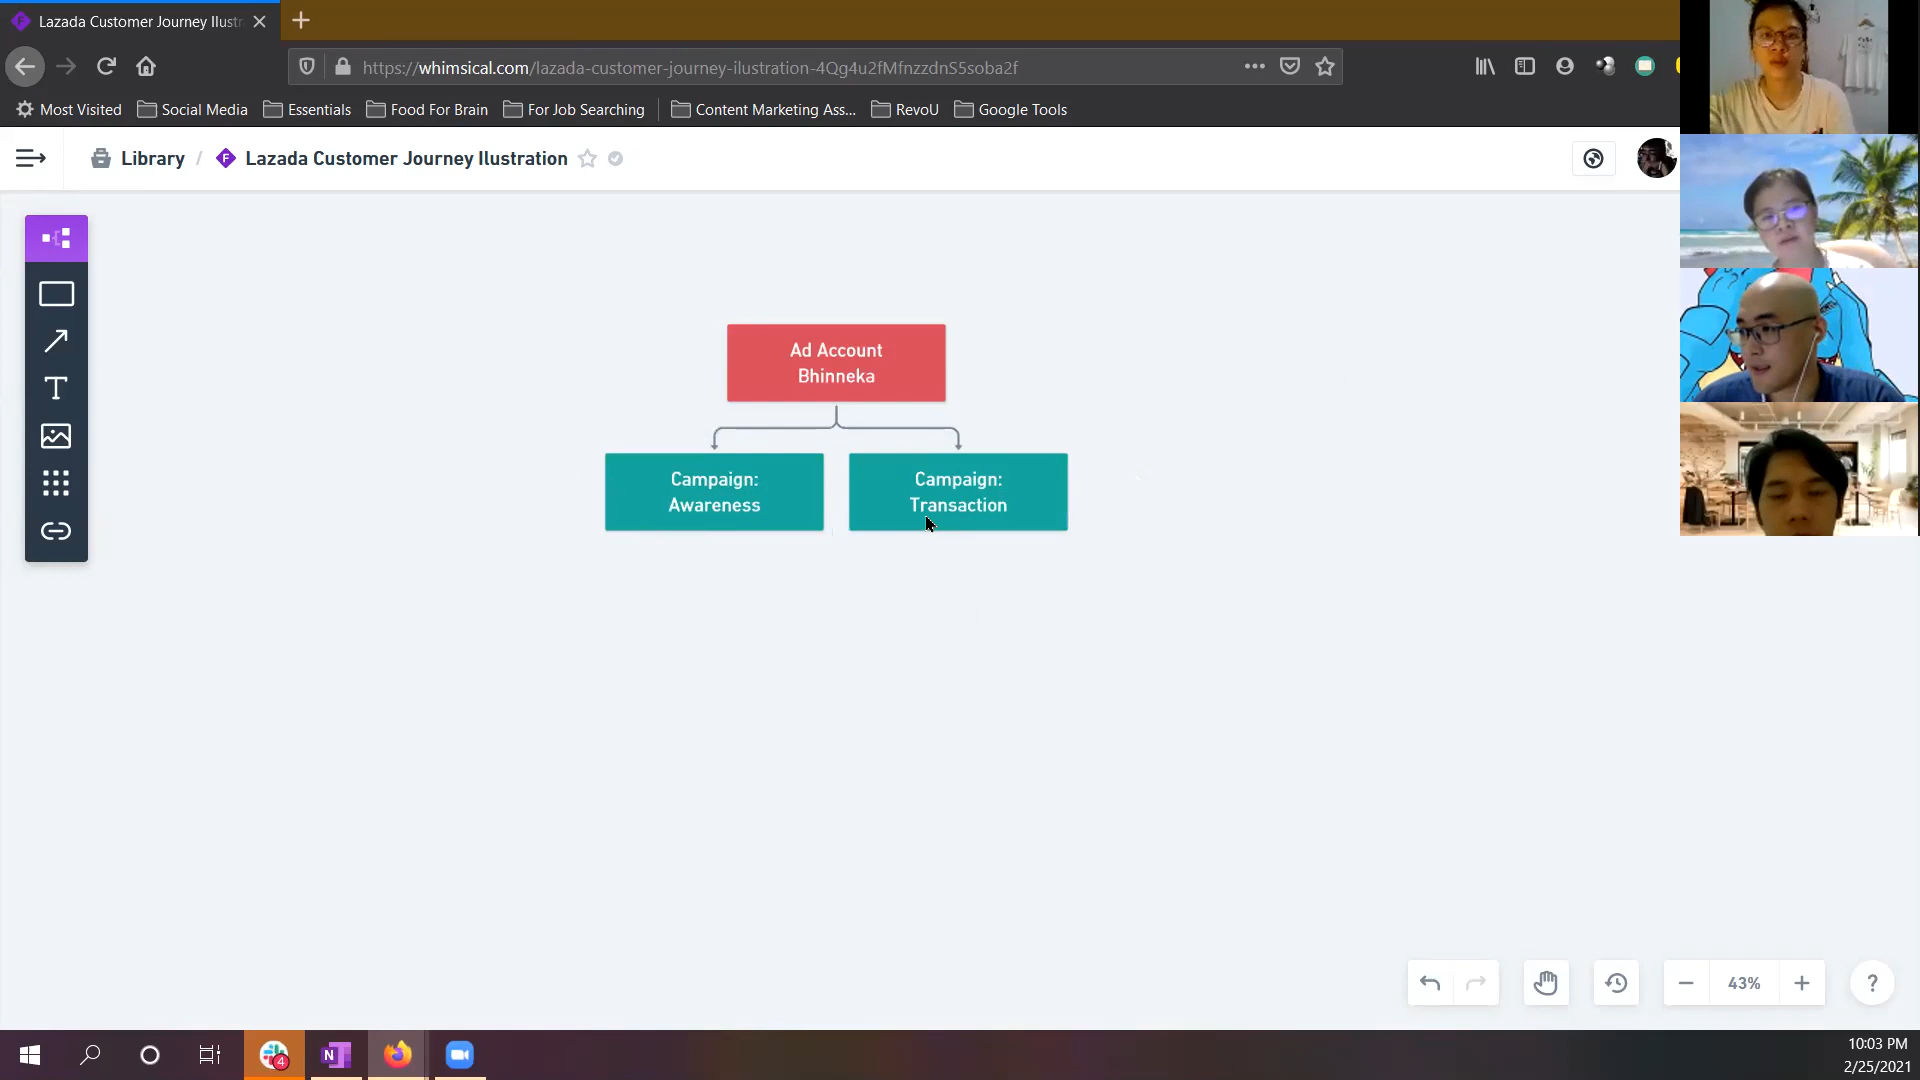 Lazada Customer Journey Ilustr
https://whimsical.com/lazada-customer-journey-ilustration-4Qg4u2fMfnzzdnS5soba2f
Most Visited Social Media Essentials Food For Brain For Job Searching Content Marketing Ass... RevoU Google Tools
Library / F Lazada Customer Journey Ilustration
Ad Account
Bhinneka
Campaign:
Awareness
Campaign:
Transaction
T
43%
?
4
N
10:03 PM
2/25/2021